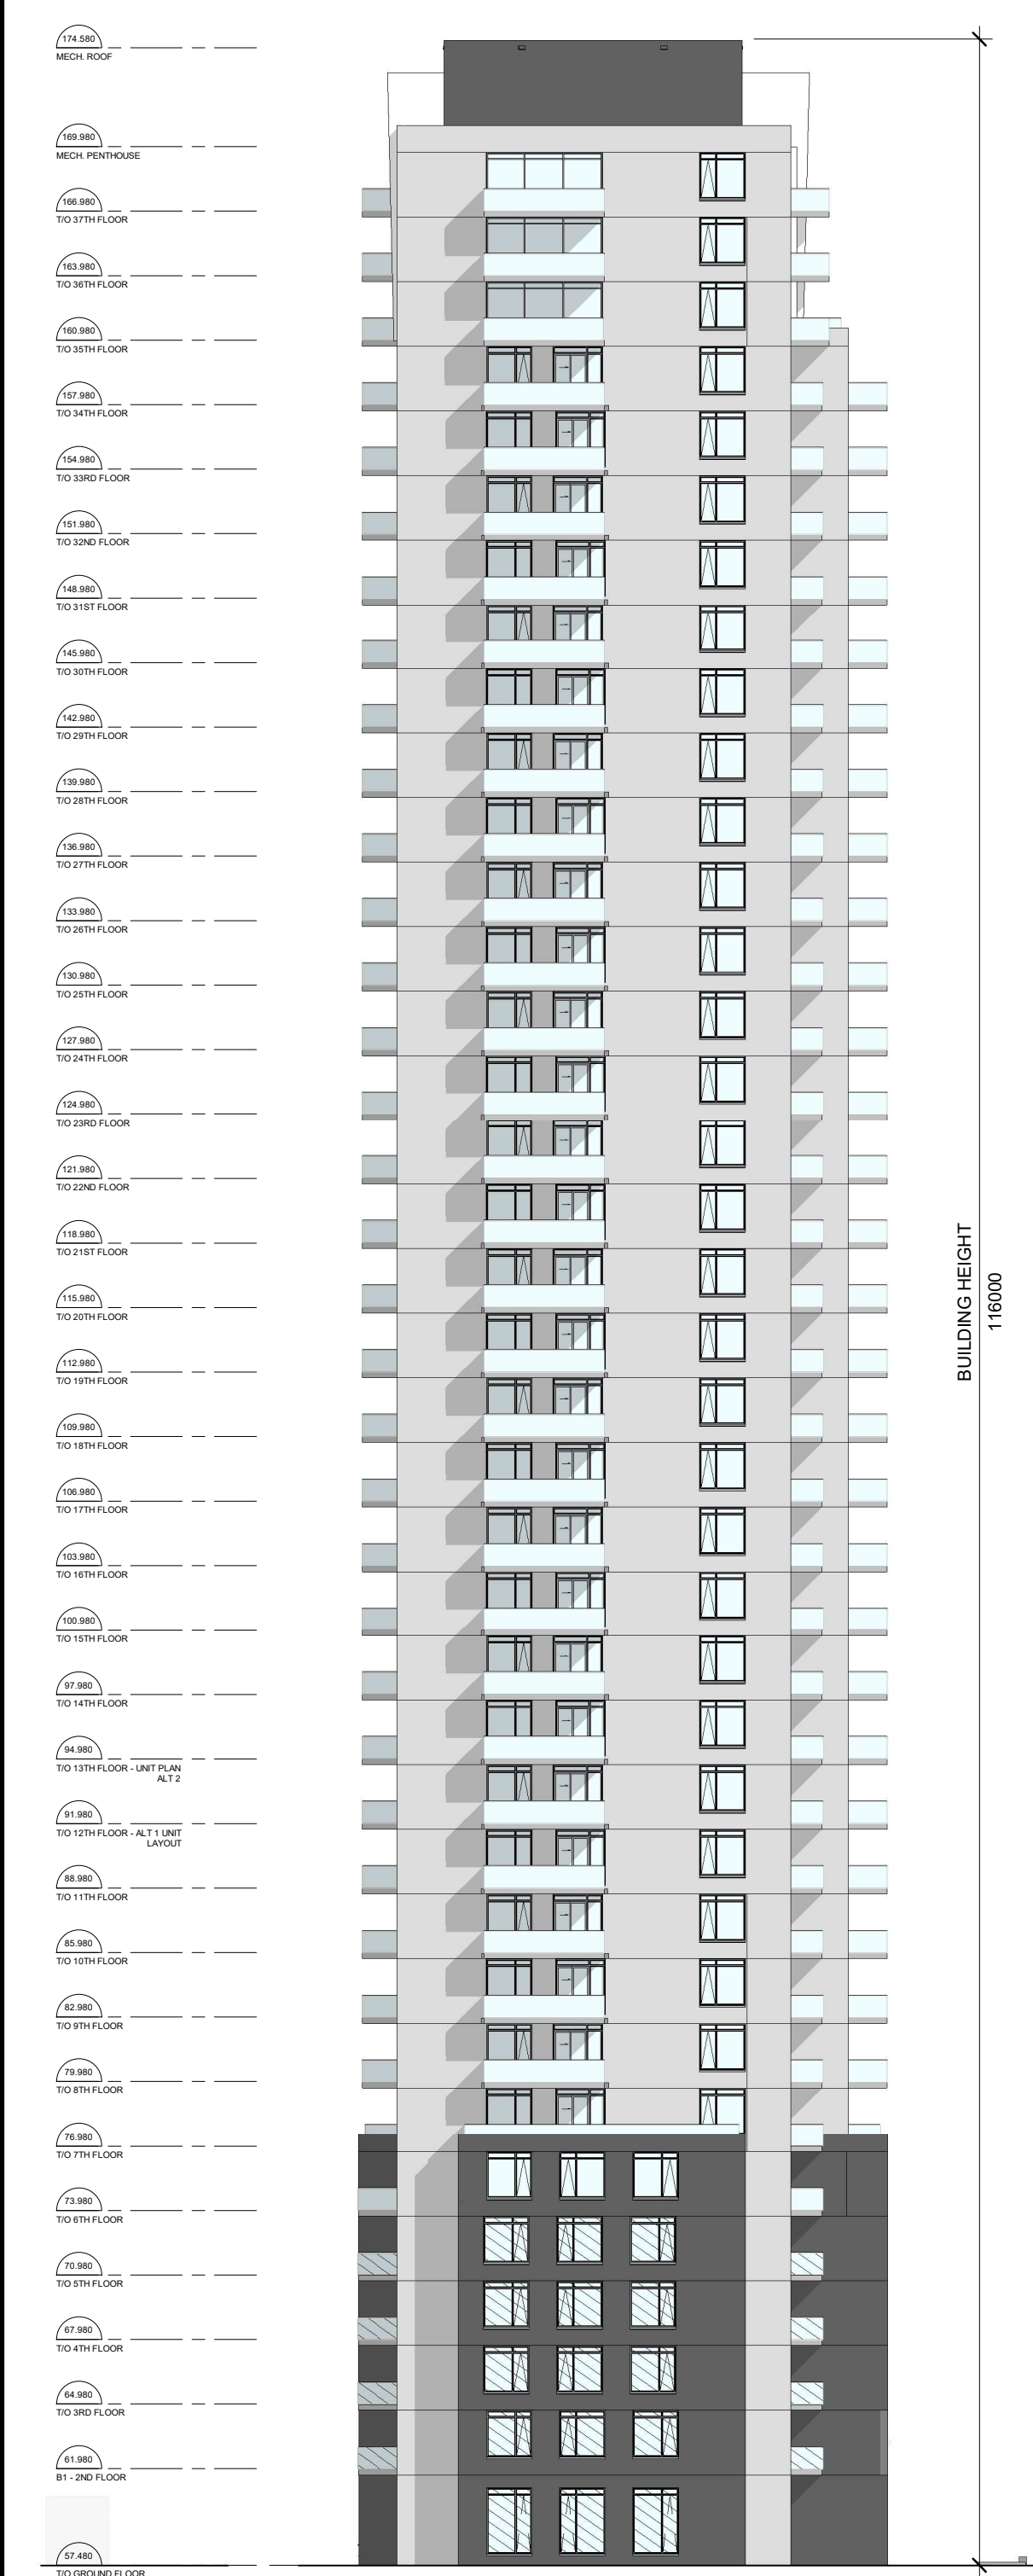 174.580
MECH. ROOF
169.980
MECH. PENTHOUSE
166.980
T/O 37TH FLOOR
163.980
T/O 36TH FLOOR
160.980
T/O 35TH FLOOR
157.980
T/O 34TH FLOOR
154.980
T/O 33RD FLOOR
151.980
T/O 32ND FLOOR
148.980
T/O 31ST FLOOR
145.980
T/O 30TH FLOOR
142.980
T/O 29TH FLOOR
139.980
T/O 28TH FLOOR
136.980
T/O 27TH FLOOR
133.980
T/O 26TH FLOOR
130.980
T/O 25TH FLOOR
127.980
T/O 24TH FLOOR
124.980
T/O 23RD FLOOR
121.980
T/O 22ND FLOOR
118.980
T/O 21ST FLOOR
115.980
T/O 20TH FLOOR
112.980
T/O 19TH FLOOR
109.980
T/O 18TH FLOOR
106.980
T/O 17TH FLOOR
103.980
T/O 16TH FLOOR
100.980
T/O 15TH FLOOR
97.980
T/O 14TH FLOOR
94.980
T/O 13TH FLOOR - UNIT PLAN
ALT 2
91.980
T/O 12TH FLOOR - ALT 1 UNIT
LAYOUT
88.980
T/O 11TH FLOOR
85.980
T/O 10TH FLOOR
82.980
T/O 9TH FLOOR
79.980
T/O 8TH FLOOR
76.980
T/O 7TH FLOOR
73.980
T/O 6TH FLOOR
70.980
T/O 5TH FLOOR
67.980
T/O 4TH FLOOR
64.980
T/O 3RD FLOOR
61.980
B1 - 2ND FLOOR
57.480
T/O GROUND FLOOR
BUILDING HEIGHT
116000